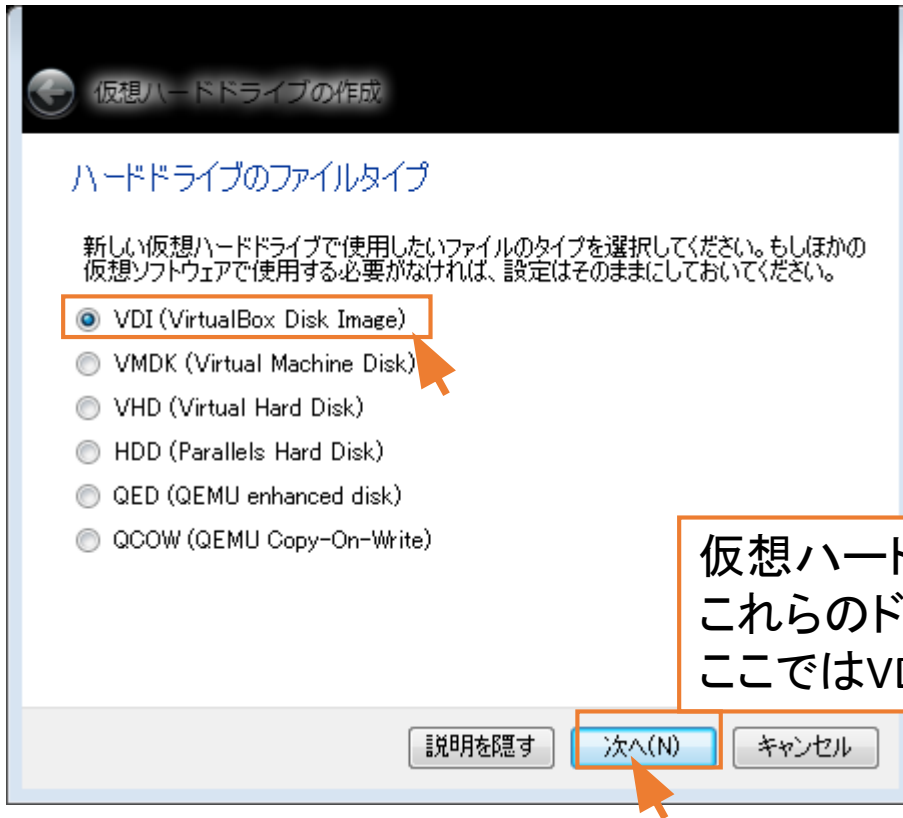 仮想ハードドライブの作成
ハードドライブのファイルタイプ
新しい仮想ハードドライブで使用したいファイルのタイプを選択してください。もしほかの
仮想ソフトウェアで使用する必要がなければ、設定はそのままにしておいてください。
VDI (VirtualBox Disk Image)
VMDK (Virtual Machine Disk)
VHD (Virtual Hard Disk)
HDD (Parallels Hard Disk)
QED (QEMU enhanced disk)
QCOW (QEMU Copy-On-Write)
仮想ハー
これらのド
ここではV
説明を隠す
次へ(N)
キャンセル